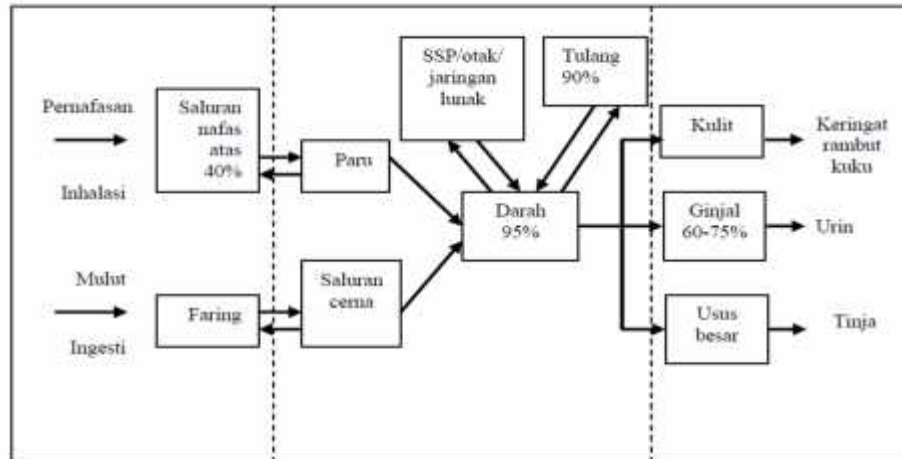 Pernafasan
Inhalasi
Saluran
nafas
atas
40%
Paru
SSP/otak/
jaringan
lunak
Tulang
90%
Darah
95%
Kulit
Keringat
rambut
kuku
Ginjal
60-75%
Urin
Mulut
Ingesti
Faring
Saluran
cerna
Usus
besar
Tinja